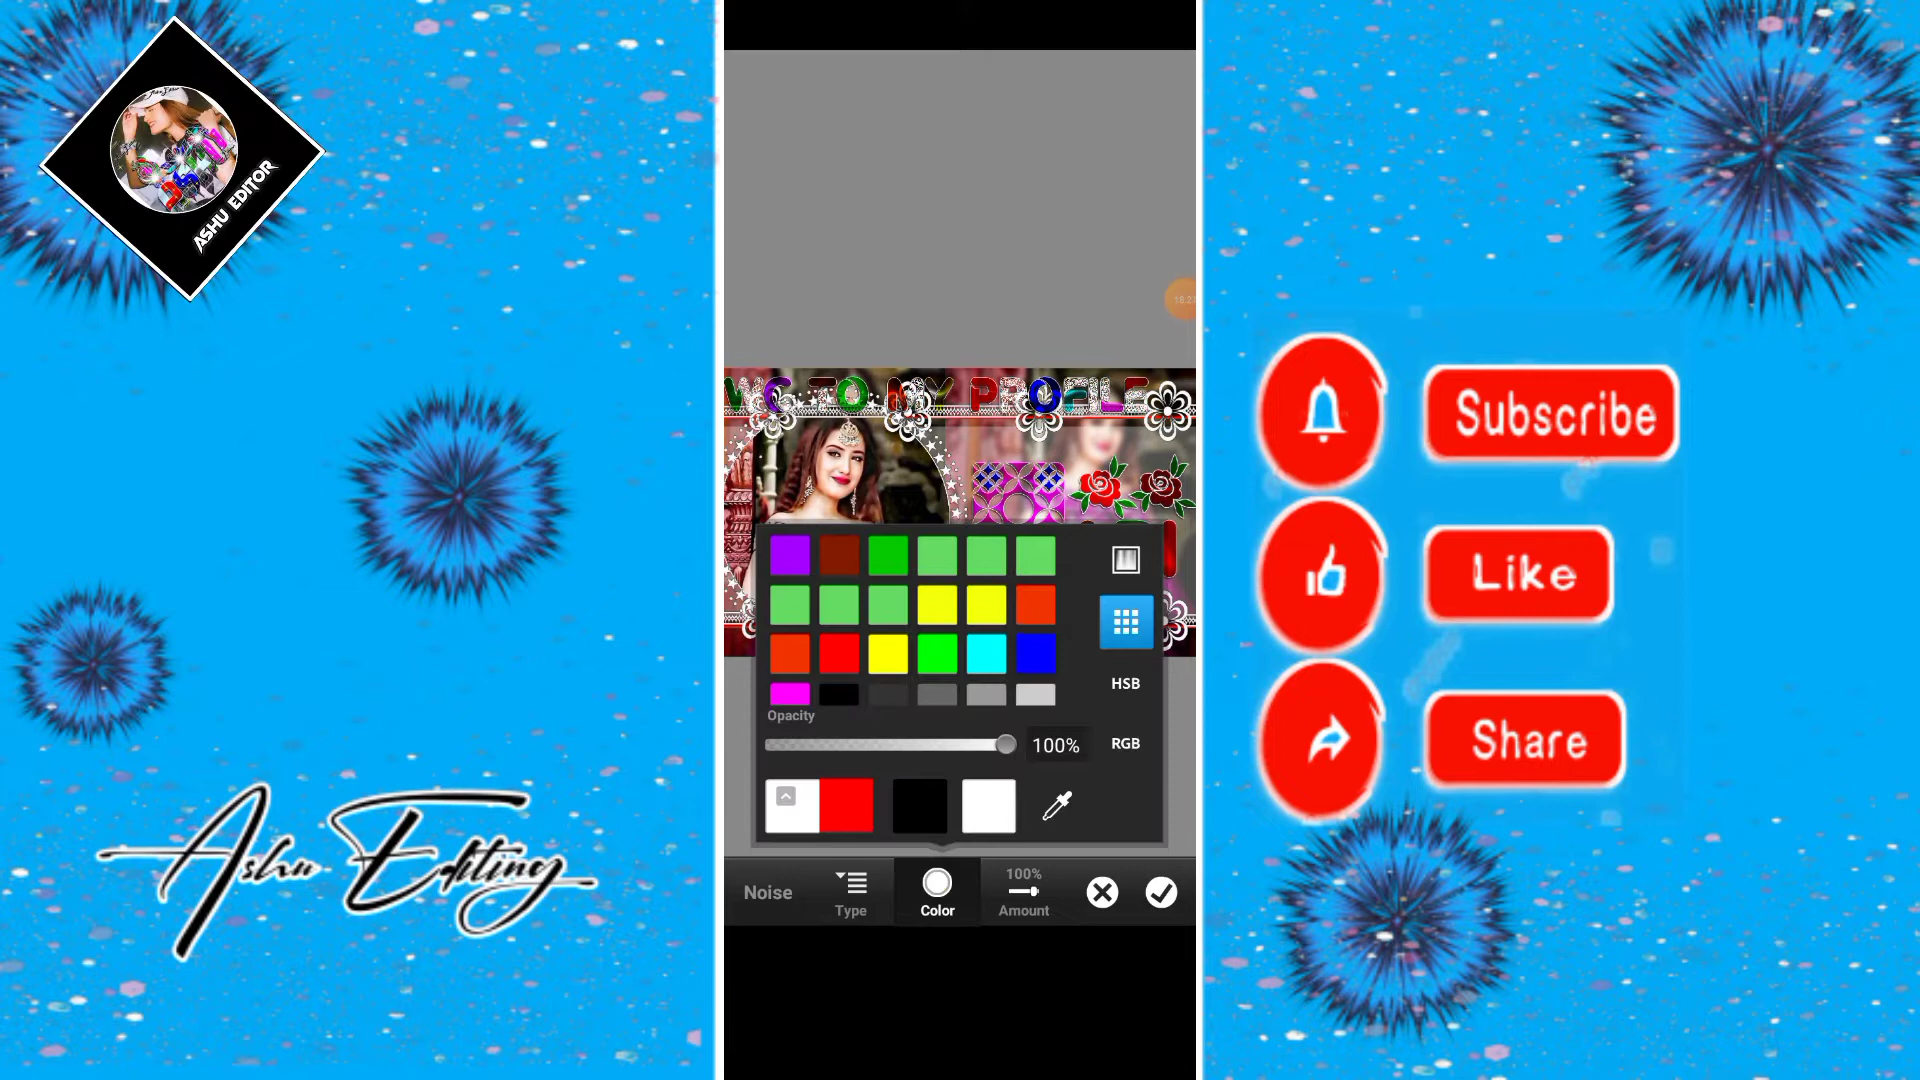 ASHU EDITOR
WC TO MY PROFILE
Opacity
100%
HSB
RGB
Noise
Type
Color
100%
Amount
Subscribe
Like
Share
Ashu Editing